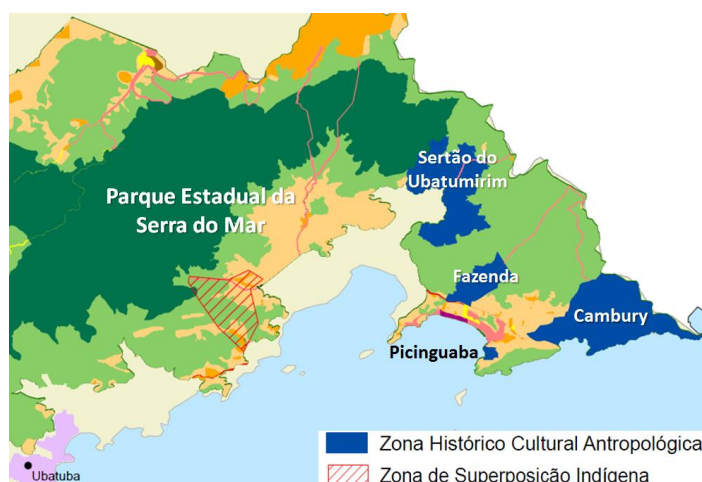 Sertão do
Ubatumirim
Parque Estadual da
Serra do Mar
Fazenda
Cambury
Picinguaba
Zona Histórico Cultural Antropológica
Ubatuba
Zona de Superposição Indígena